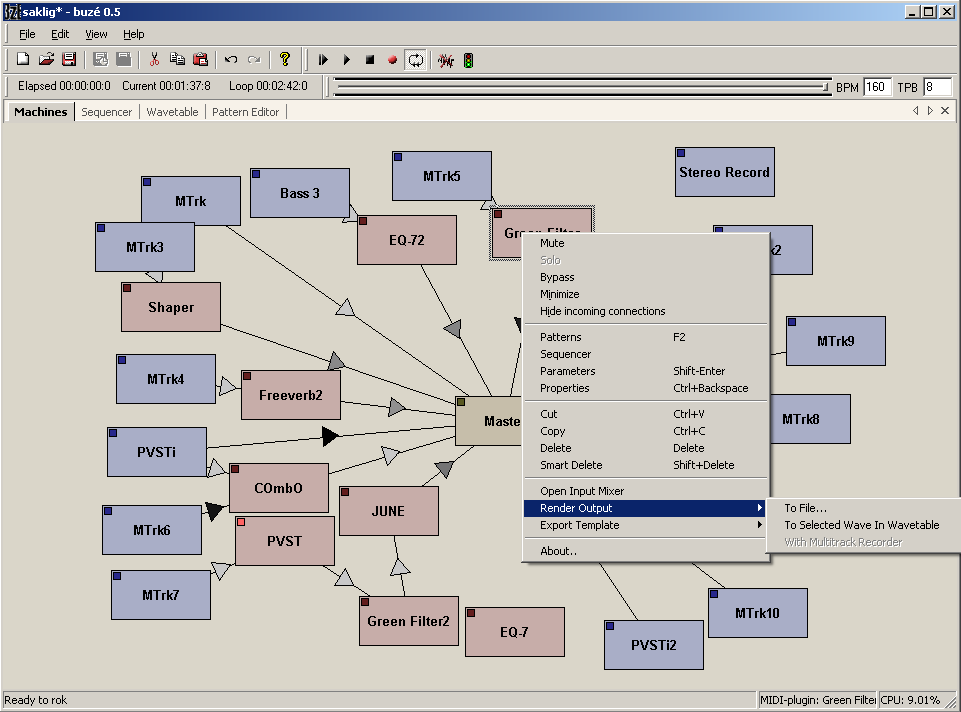 saklig* - buzé 0.5
File Edit View Help
Elapsed 00:00:00:0 Current 00:01:37:8 Loop 00:02:42:0 BPM 160 TPB 8
Machines Sequencer Wavetable Pattern Editor
MTrk
Bass 3
MTrk5
Stereo Record
MTrk3
EQ-72
Green Filter
k2
Shaper
MTrk9
MTrk4
Freeverb2
Maste
MTrk8
PVSTi
COmbO
JUNE
MTrk6
PVST
MTrk7
Green Filter2
EQ-7
PVSTi2
MTrk10
Mute
Solo
Bypass
Minimize
Hide incoming connections
Patterns F2
Sequencer
Parameters Shift-Enter
Properties Ctrl+Backspace
Cut Ctrl+V
Copy Ctrl+C
Delete Delete
Smart Delete Shift+Delete
Open Input Mixer
Render Output
Export Template
About..
To File...
To Selected Wave In Wavetable
With Multitrack Recorder
Ready to rok
MIDI-plugin: Green Filter CPU: 9.01%